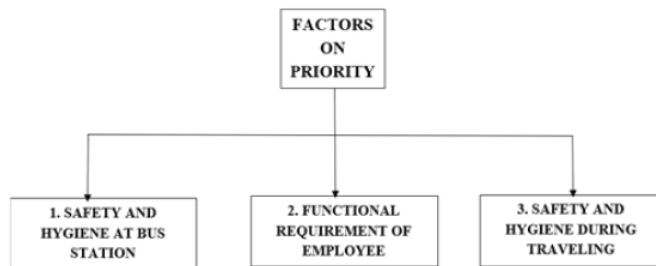 FACTORS
ON
PRIORITY
1. SAFETY AND
HYGIENE AT BUS
STATION
2. FUNCTIONAL
REQUIREMENT OF
EMPLOYEE
3. SAFETY AND
HYGIENE DURING
TRAVELING